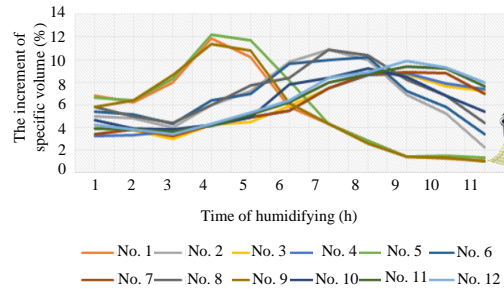 The increment of
specific volume (%)
14
12
10
8
6
4
2
0
1 2 3 4 5 6 7 8 9 10 11
Time of humidifying (h)
No. 1 No. 2 No. 3 No. 4 No. 5 No. 6
No. 7 No. 8 No. 9 No. 10 No. 11 No. 12